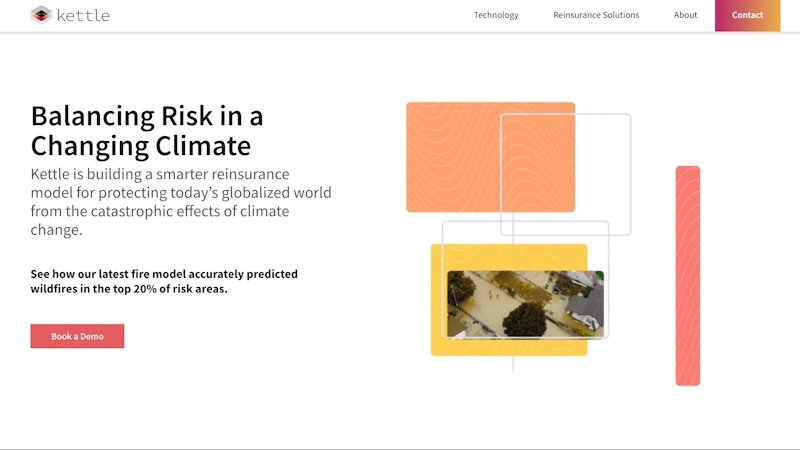 kettle
Technology
Reinsurance Solutions
About
Contact
Balancing Risk in a
Changing Climate
Kettle is building a smarter reinsurance
model for protecting today’s globalized world
from the catastrophic effects of climate
change.
See how our latest fire model accurately predicted
wildfires in the top 20% of risk areas.
Book a Demo